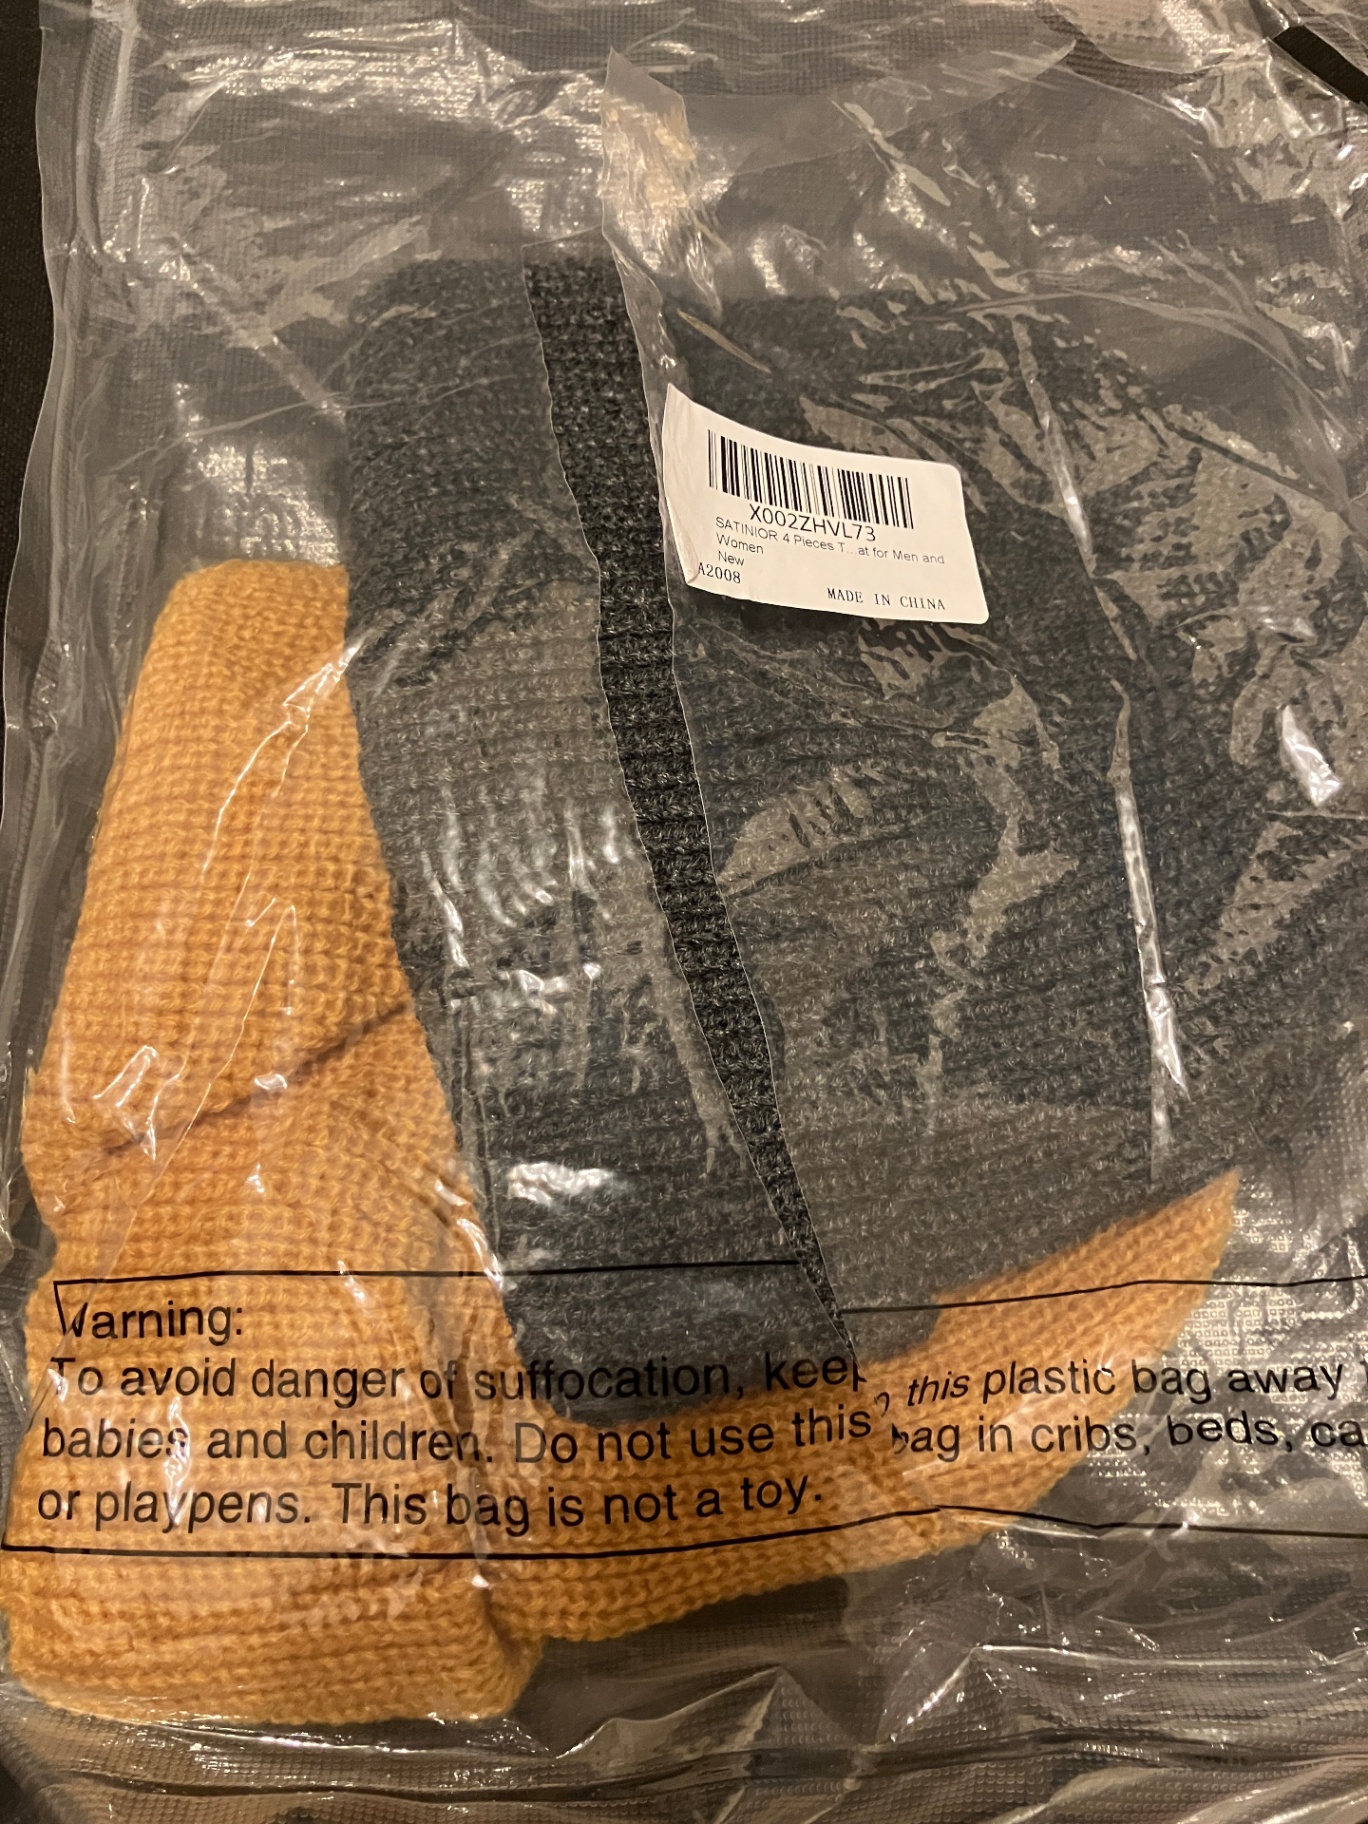 X002ZHVL73
SATINIOR 4 Pieces T...at for Men and
Women
New
A2008
MADE IN CHINA
Warning:
To avoid danger of suffocation, keep this plastic bag away
babies and children. Do not use this bag in cribs, beds,
or playpens. This bag is not a toy.